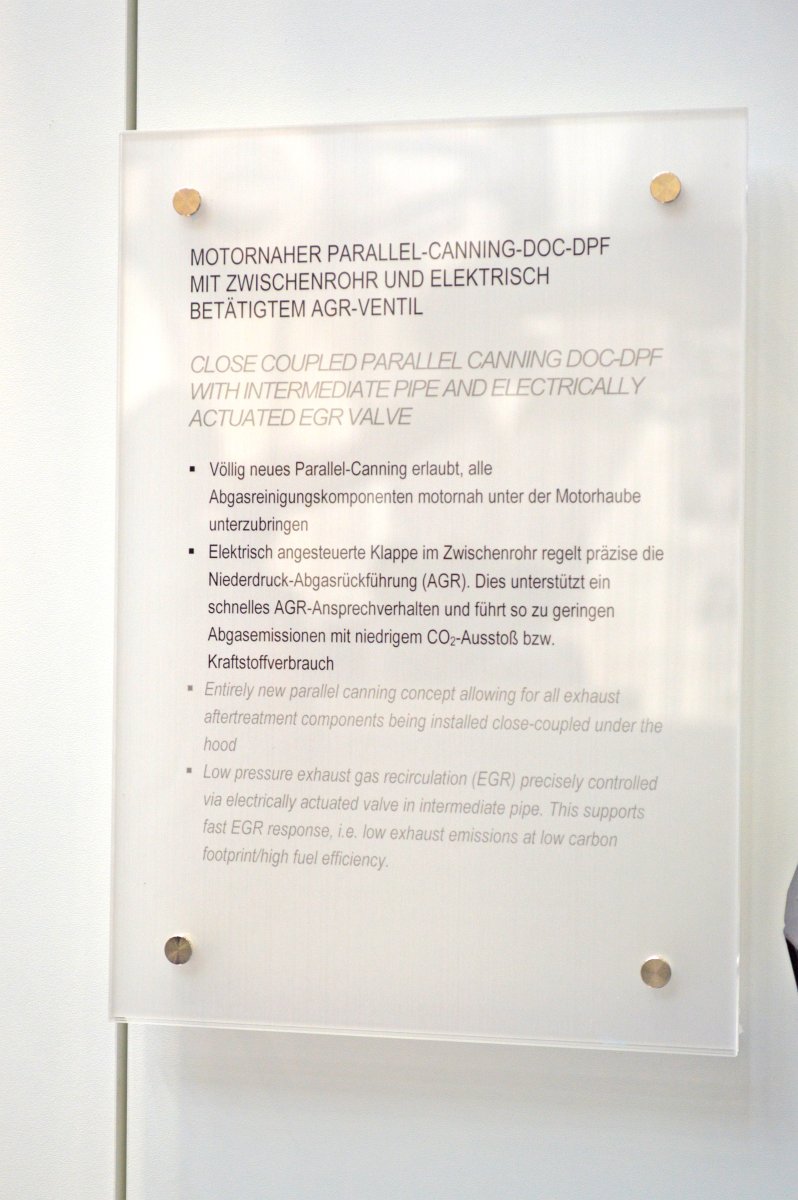 MOTORNAHER PARALLEL-CANNING-DOC-DPF
MIT ZWISCHENROHR UND ELEKTRISCH
BETÄTIGTEM AGR-VENTIL
CLOSE COUPLED PARALLEL CANNING DOC-DPF
WITH INTERMEDIATE PIPE AND ELECTRICALLY
ACTUATED EGR VALVE
▪ Völlig neues Parallel-Canning erlaubt, alle
Abgasreinigungskomponenten motornah unter der Motorhaube
unterzubringen
▪ Elektrisch angesteuerte Klappe im Zwischenrohr regelt präzise die
Niederdruck-Abgasrückführung (AGR). Dies unterstützt ein
schnelles AGR-Ansprechverhalten und führt so zu geringen
Abgasemissionen mit niedrigem CO₂-Ausstoß bzw.
Kraftstoffverbrauch
▪ Entirely new parallel canning concept allowing for all exhaust
aftertreatment components being installed close-coupled under the
hood
▪ Low pressure exhaust gas recirculation (EGR) precisely controlled
via electrically actuated valve in intermediate pipe. This supports
fast EGR response, i.e. low exhaust emissions at low carbon
footprint/high fuel efficiency.